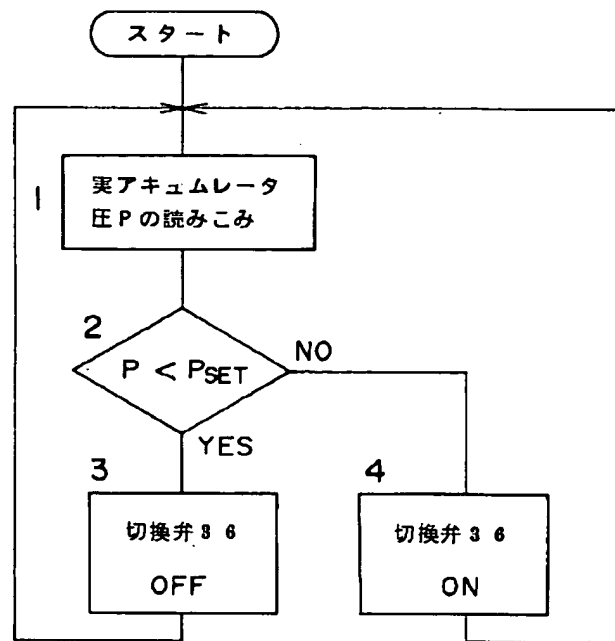 スタート
1
実アキュムレータ
圧Pの読みこみ
2
P < PSET
NO
YES
3
切換弁36
OFF
4
切換弁36
ON